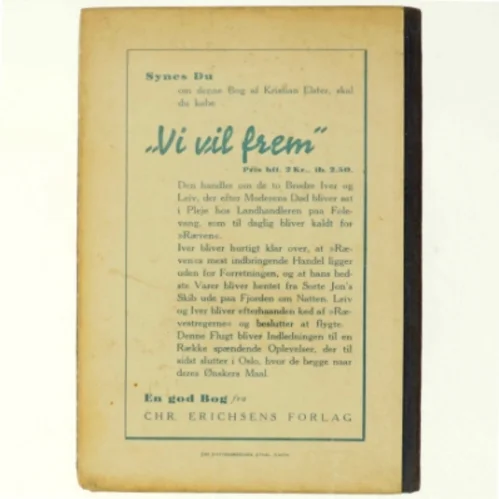 Synes Du
om denne Bog af Kristian Elster, skal
du købe
„Vi vil frem“
Pris hft. 2 Kr., ib. 2.50.
Den handler om de to Brødre Iver og
Leiv, der efter Moderens Død bliver sat
i Pleje hos Landhandleren paa Fole-
vang, som til daglig bliver kaldt for
»Ræven«.
Iver bliver hurtigt klar over, at »Ræ-
vens« mest indbringende Handel ligger
uden for Forretningen, og at hans bed-
ste Varer bliver hentet fra Sorte Jon's
Skib ude paa Fjorden om Natten. Leiv
og Iver bliver efterhaanden ked af »Ræ-
vestregerne« og beslutter at flygte.
Denne Flugt bliver Indledningen til en
Række spændende Oplevelser, der til
sidst slutter i Oslo, hvor de begge naar
deres Ønskers Maal.
En god Bog fra
CHR. ERICHSENS FORLAG